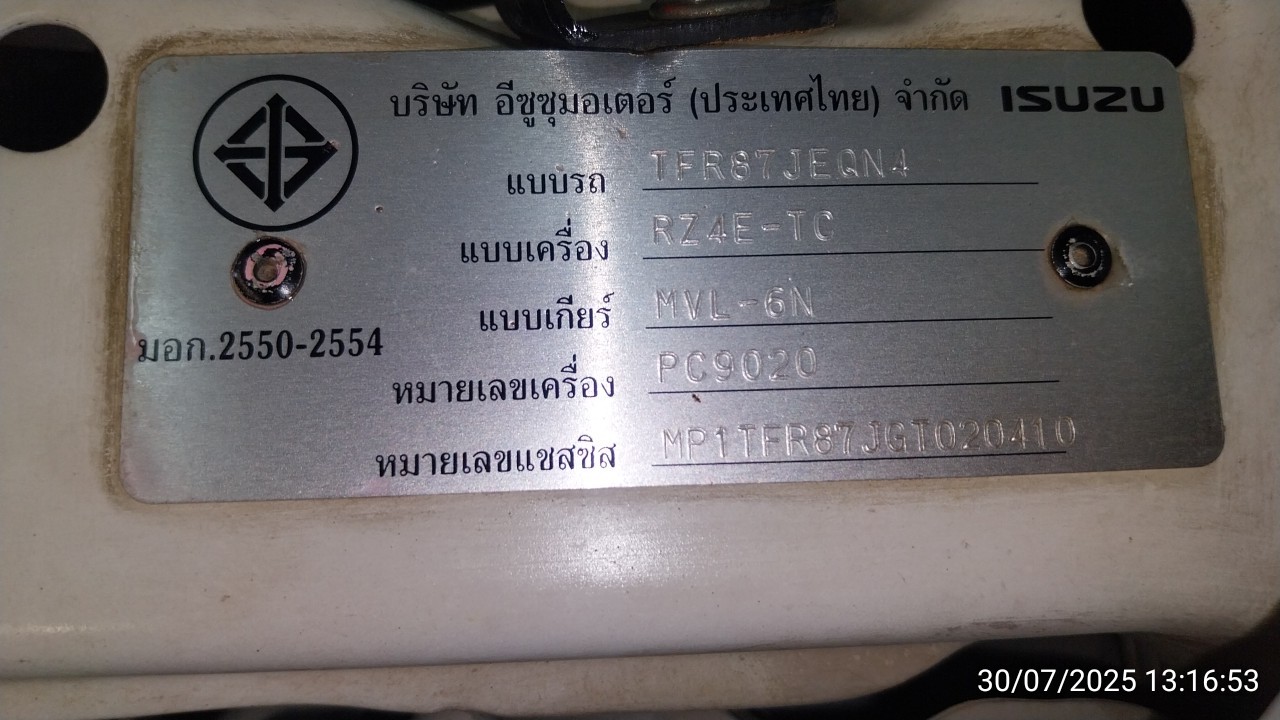 บริษัท อีซูซุมอเตอร์ (ประเทศไทย) จำกัด ISUZU
แบบรถ TFR87JEQN4
แบบเครื่อง RZ4E-TC
แบบเกียร์ MVL-6N
มอก.2550-2554
หมายเลขเครื่อง PC9020
หมายเลขแชสซิส MP1TFR87JGT020410
30/07/2025 13:16:53